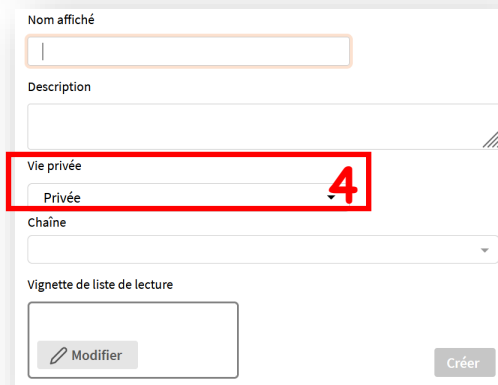 Nom affiché
Description
Vie privée
Privée
4
Chaîne
Vignette de liste de lecture
Modifier
Créer